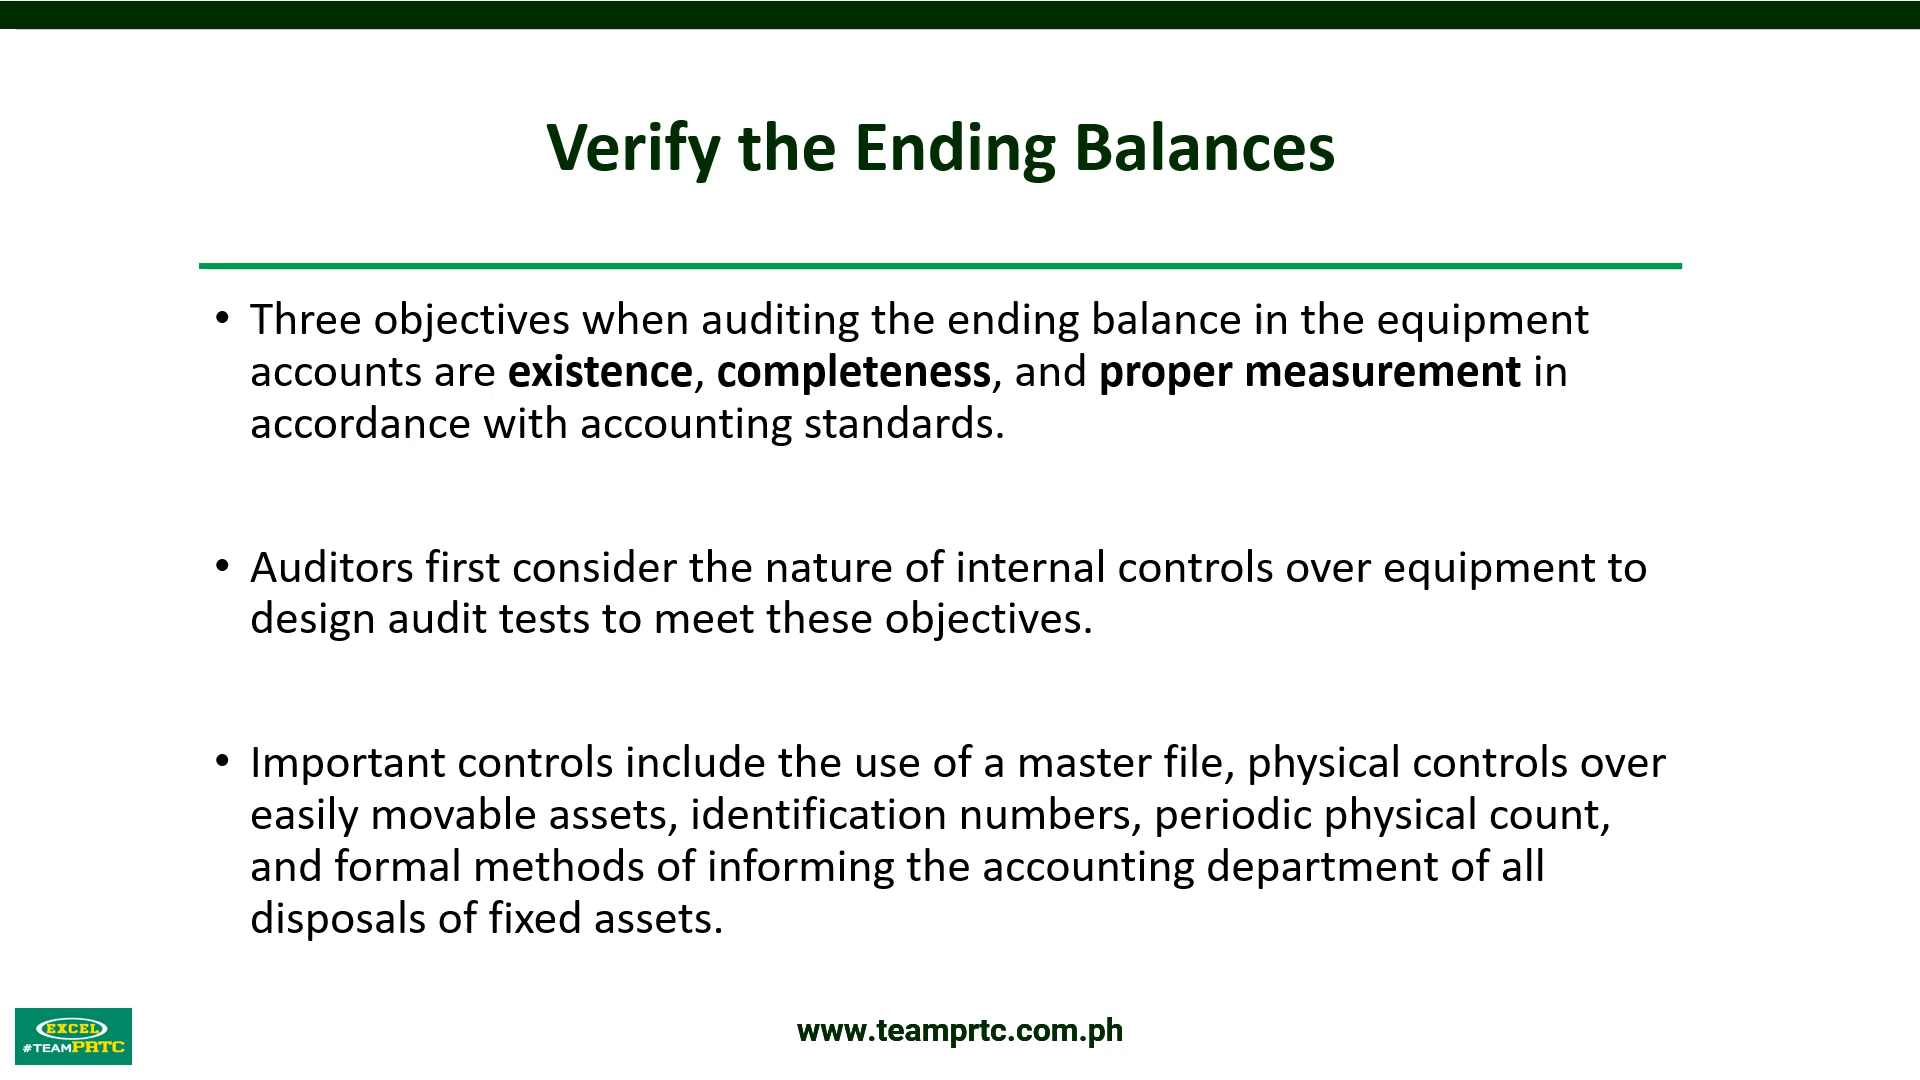 Verify the Ending Balances
• Three objectives when auditing the ending balance in the equipment
accounts are existence, completeness, and proper measurement in
accordance with accounting standards.
• Auditors first consider the nature of internal controls over equipment to
design audit tests to meet these objectives.
• Important controls include the use of a master file, physical controls over
easily movable assets, identification numbers, periodic physical count,
and formal methods of informing the accounting department of all
disposals of fixed assets.
EXCEL
#TEAMPRTC
www.teamprtc.com.ph